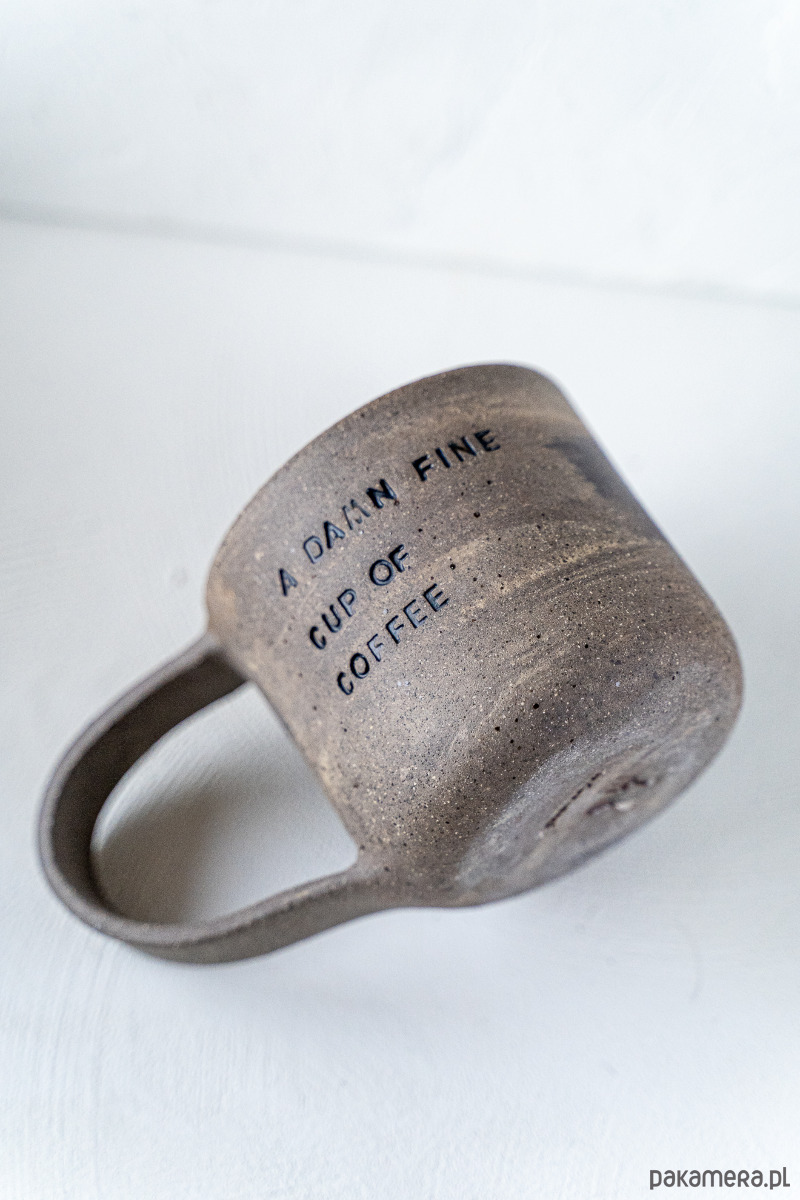 A DAMN FINE
CUP OF
COFFEE
pakamera.pl